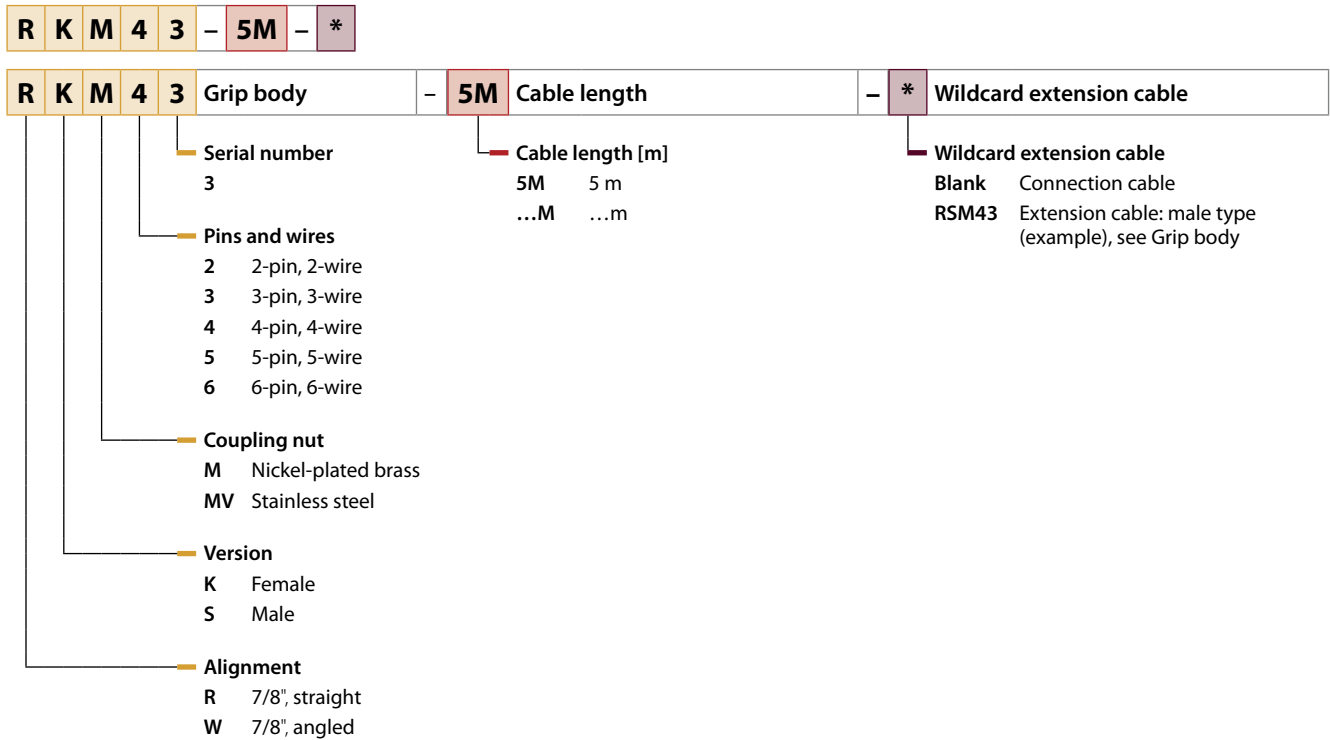 R K M 4 3 – 5M – *
R K M 4 3 Grip body – 5M Cable length – * Wildcard extension cable
Serial number
3
Pins and wires
2 2-pin, 2-wire
3 3-pin, 3-wire
4 4-pin, 4-wire
5 5-pin, 5-wire
6 6-pin, 6-wire
Coupling nut
M Nickel-plated brass
MV Stainless steel
Version
K Female
S Male
Alignment
R 7/8", straight
W 7/8", angled
Cable length [m]
5M 5 m
…M …m
Wildcard extension cable
Blank Connection cable
RSM43 Extension cable: male type
(example), see Grip body